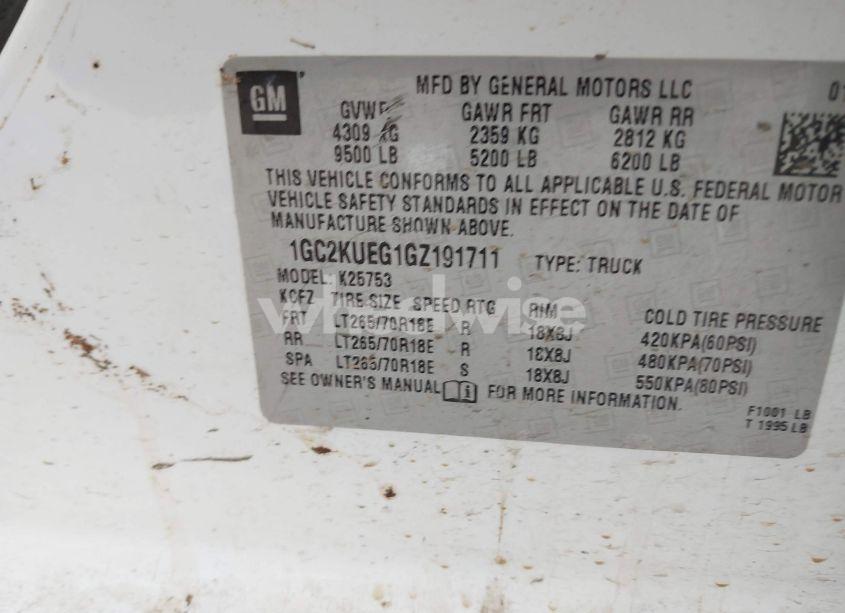 GM
MFD BY GENERAL MOTORS LLC 01
GVWR GAWR FRT GAWR RR
4309 KG 2359 KG 2812 KG
9500 LB 5200 LB 6200 LB
THIS VEHICLE CONFORMS TO ALL APPLICABLE U.S. FEDERAL MOTOR
VEHICLE SAFETY STANDARDS IN EFFECT ON THE DATE OF
MANUFACTURE SHOWN ABOVE.
1GC2KUEG1GZ191711 TYPE: TRUCK
MODEL: K25753
KCFZ TIRE SIZE SPEED RTG RIM COLD TIRE PRESSURE
FRT LT265/70R18E R 18X8J 420KPA(60PSI)
RR LT265/70R18E R 18X8J 480KPA(70PSI)
SPA LT265/70R18E S 18X8J 550KPA(80PSI)
SEE OWNER'S MANUAL FOR MORE INFORMATION.
F1001 LB
T 1995 LB